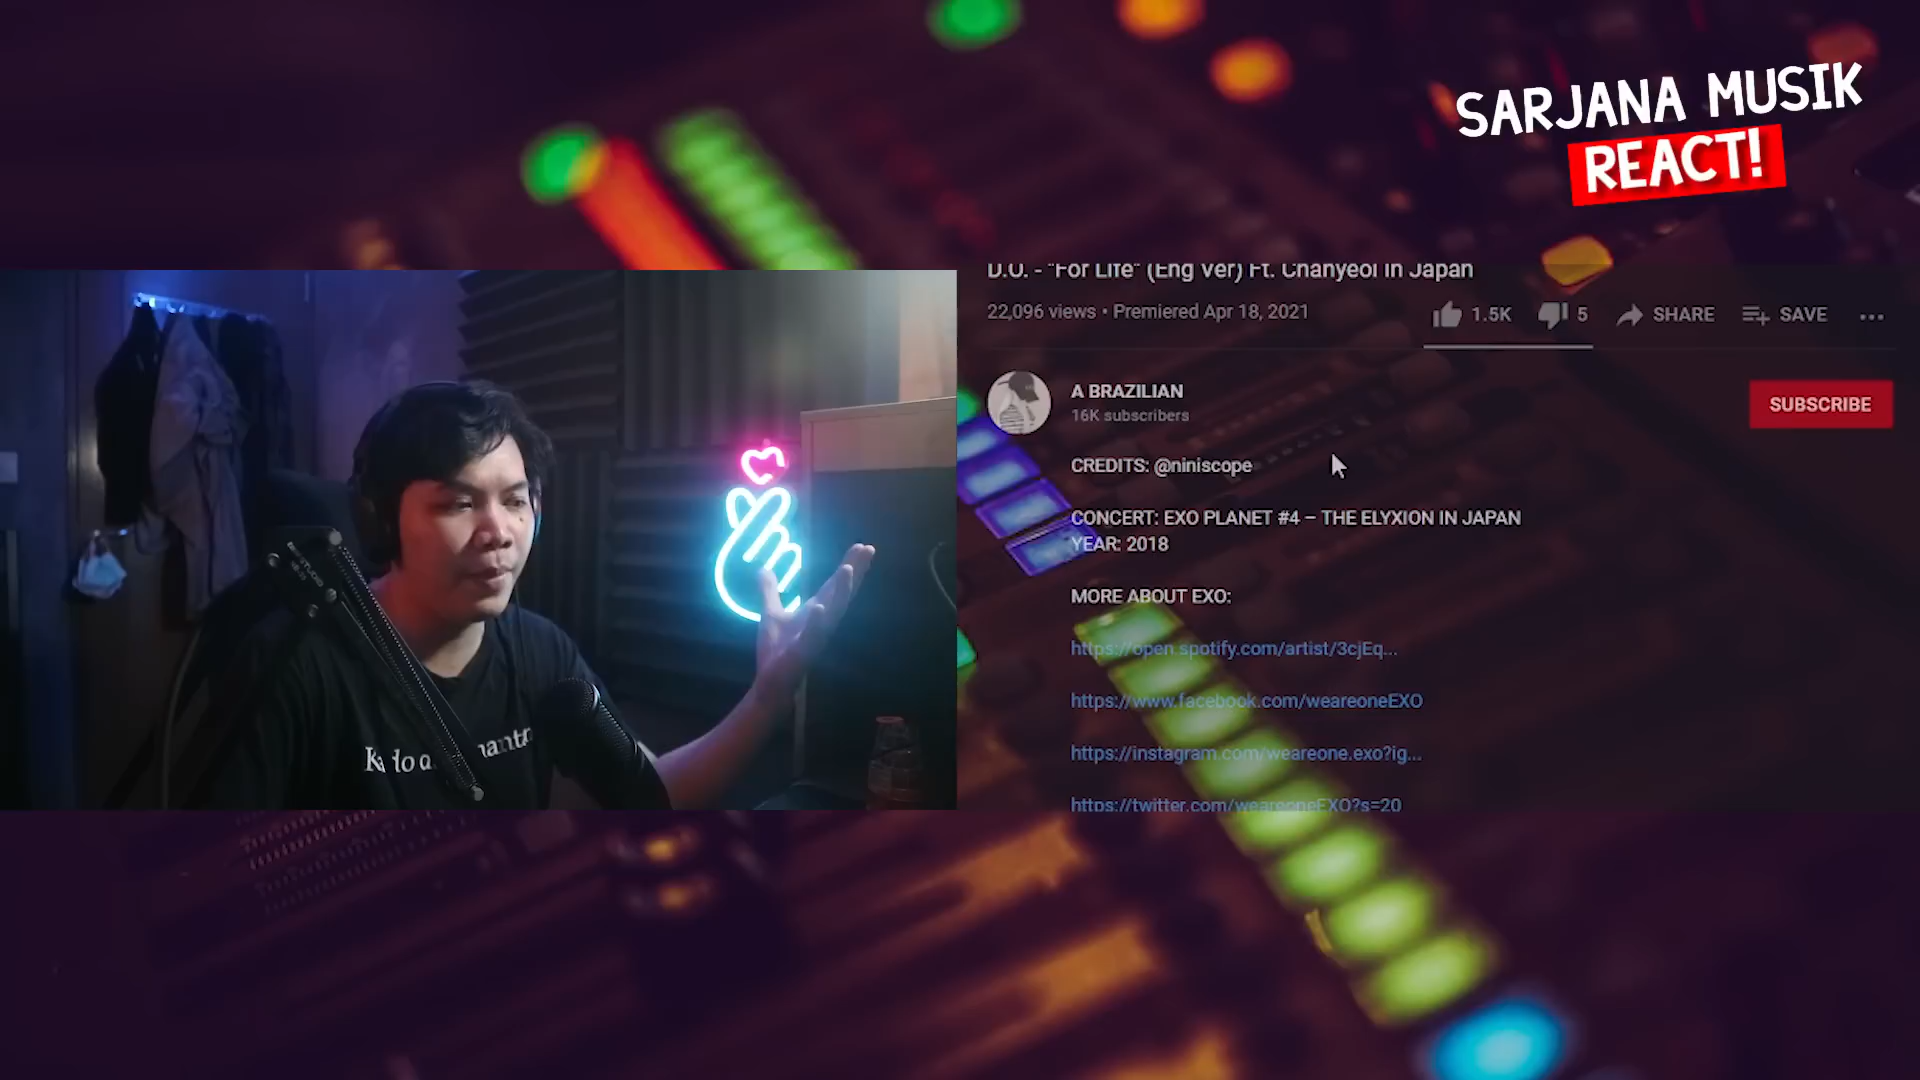 SARJANA MUSIK
REACT!
D.O. - "For Life" (Eng Ver) Ft. Chanyeol in Japan
22,096 views • Premiered Apr 18, 2021
1.5K
5
SHARE
SAVE
A BRAZILIAN
16K subscribers
SUBSCRIBE
CREDITS: @niniscope
CONCERT: EXO PLANET #4 – THE ELYXION IN JAPAN
YEAR: 2018
MORE ABOUT EXO:
https://open.spotify.com/artist/3cjEq...
https://www.facebook.com/weareoneEXO
https://instagram.com/weareone.exo?ig...
https://twitter.com/weareoneEXO?s=20